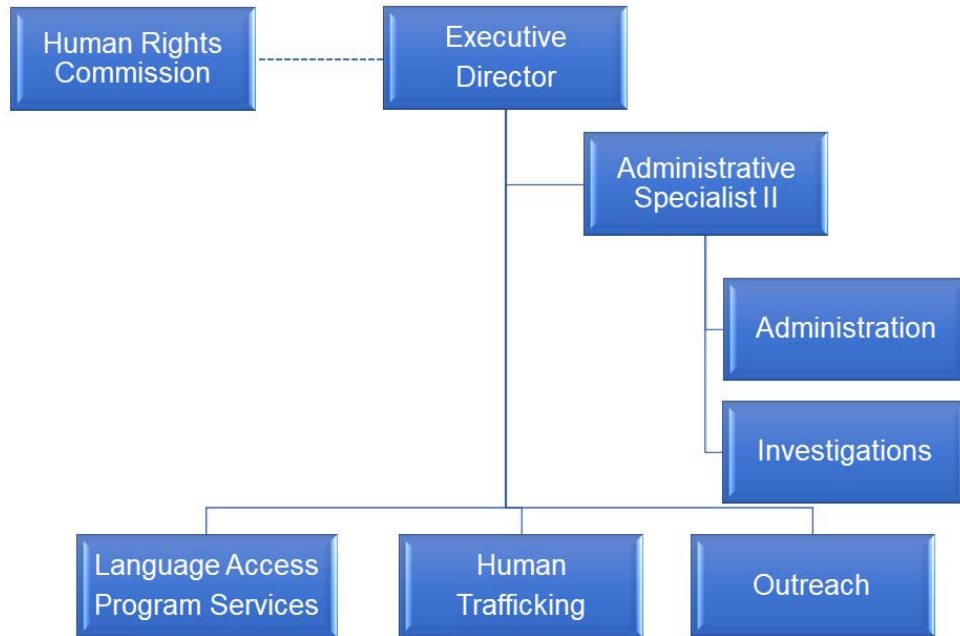 Human Rights
Commission
Executive
Director
Administrative
Specialist II
Administration
Investigations
Language Access
Program Services
Human
Trafficking
Outreach